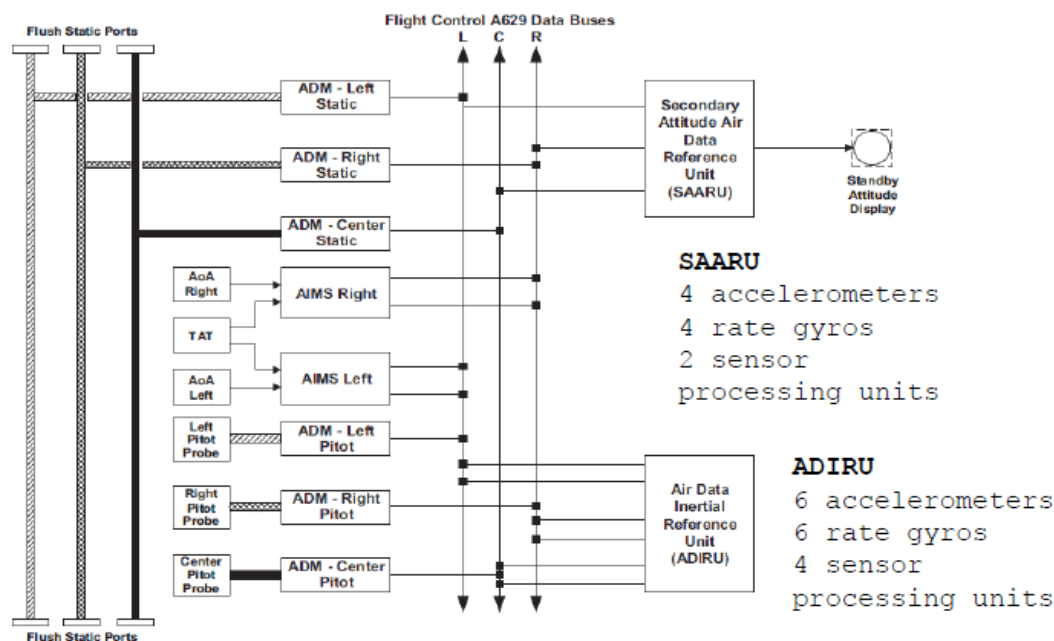 Flight Control A629 Data Buses
L C R
Flush Static Ports
ADM - Left
Static
ADM - Right
Static
ADM - Center
Static
Secondary
Attitude Air
Data
Reference
Unit
(SAARU)
Standby
Attitude
Display
AoA
Right
TAT
AoA
Left
AIMS Right
AIMS Left
SAARU
4 accelerometers
4 rate gyros
2 sensor
processing units
Left
Pitot
Probe
ADM - Left
Pitot
Right
Pitot
Probe
ADM - Right
Pitot
Center
Pitot
Probe
ADM - Center
Pitot
Air Data
Inertial
Reference
Unit
(ADIRU)
ADIRU
6 accelerometers
6 rate gyros
4 sensor
processing units
Flush Static Ports